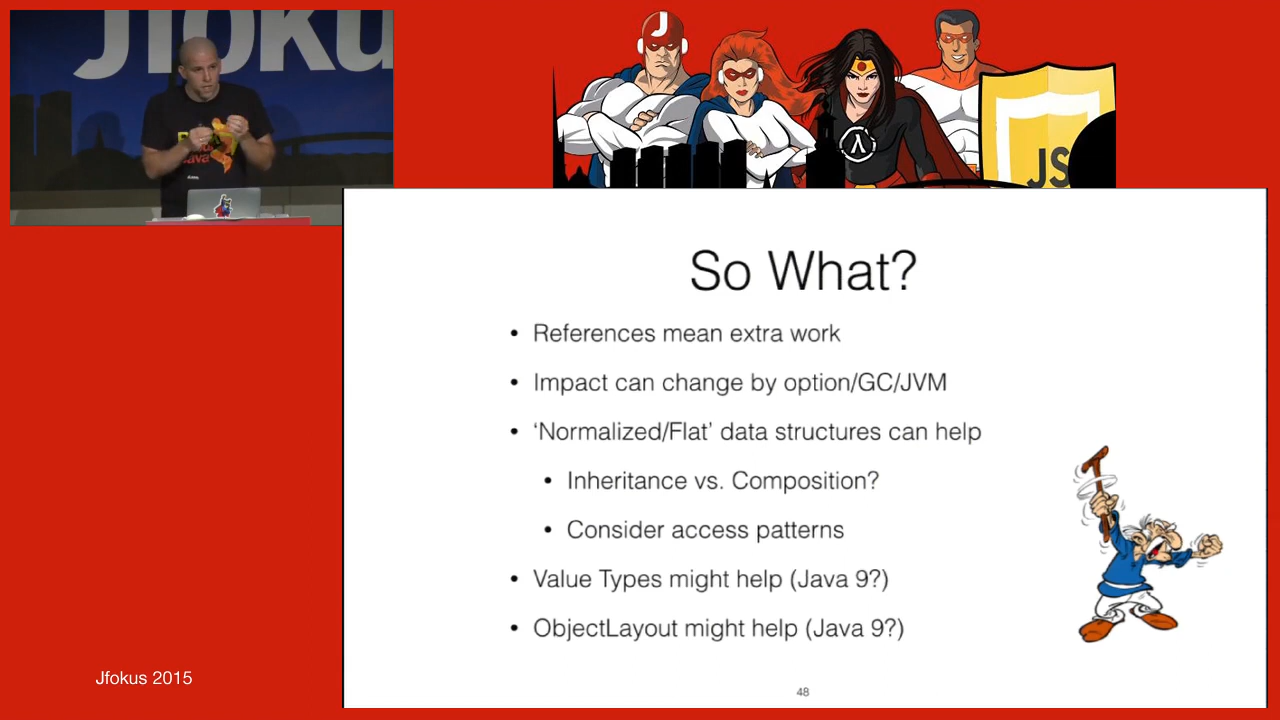 Jfoku
J
JS
So What?
• References mean extra work
• Impact can change by option/GC/JVM
• ‘Normalized/Flat’ data structures can help
• Inheritance vs. Composition?
• Consider access patterns
• Value Types might help (Java 9?)
• ObjectLayout might help (Java 9?)
Jfokus 2015
48